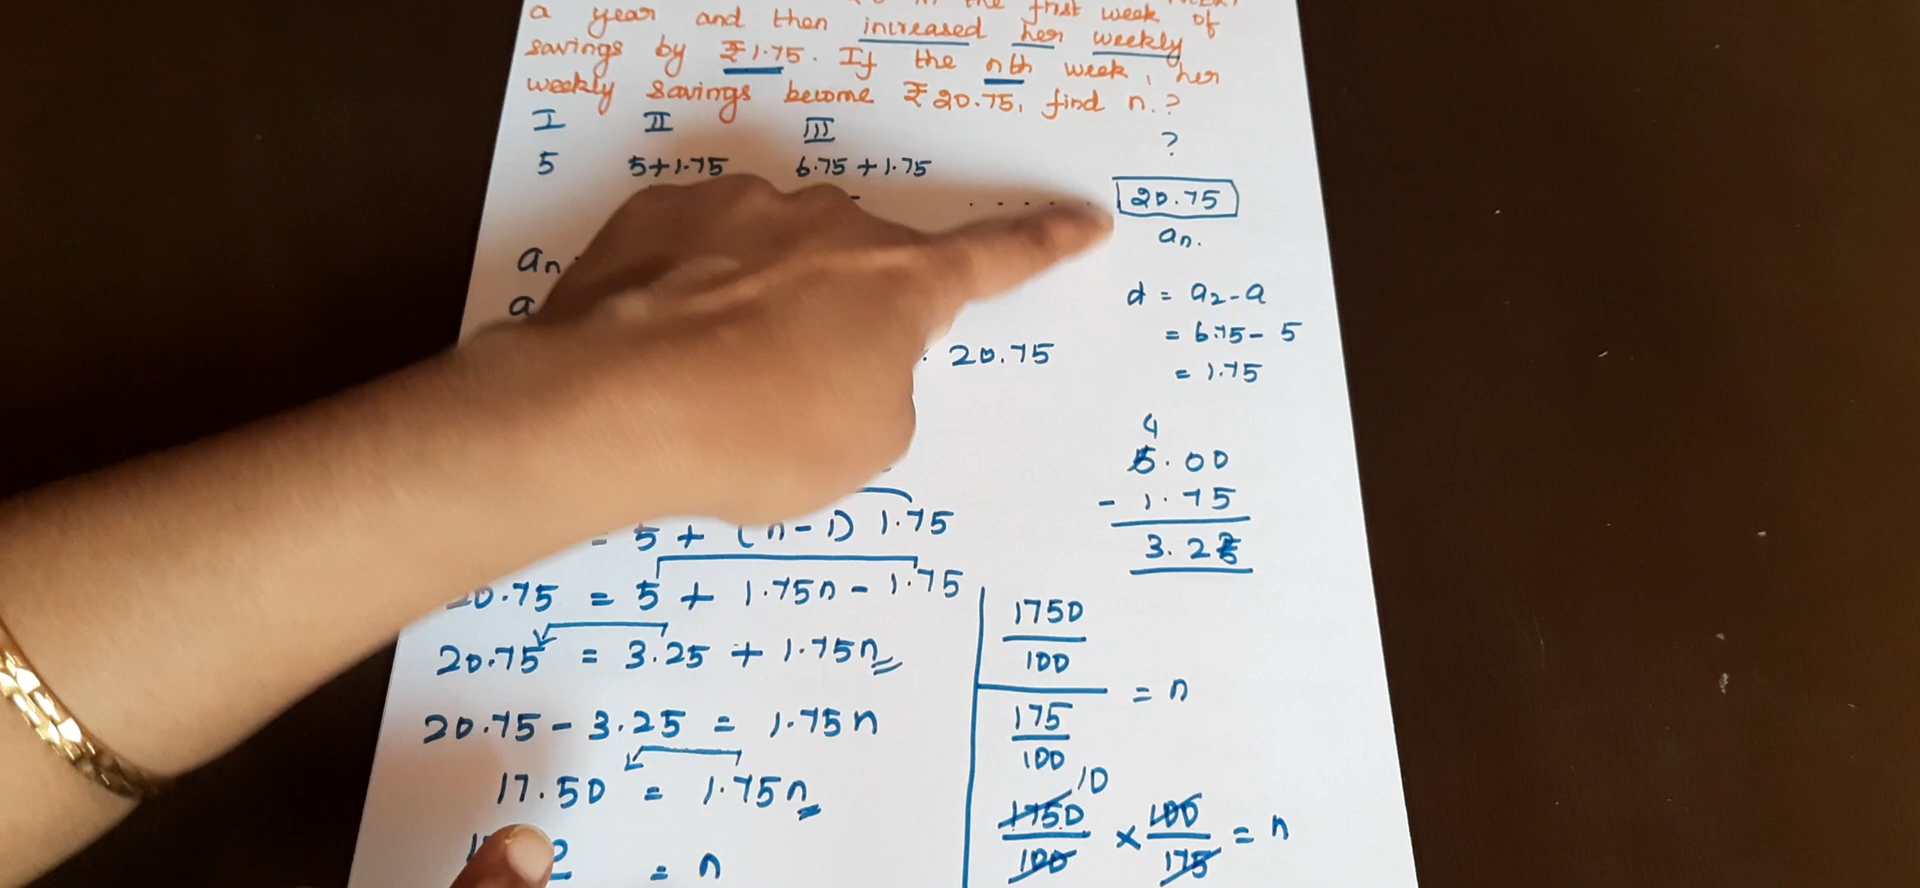 the first week of
a year and then increased her weekly
savings by ₹1.75. If the nth week, her
weekly savings become ₹20.75, find n.?
I II III ?
5 5+1.75 6.75+1.75
..... 20.75
an.
an
a
d = a2-a
= 6.75- 5
= 1.75
20.75
4
5.00
- 1.75
3.25
= 5 + (n-1) 1.75
20.75 = 5 + 1.75n - 1.75
20.75 = 3.25 + 1.75n
20.75 - 3.25 = 1.75n
17.50 = 1.75n
= n
1750
100
= n
175
100
10
1750 × 100 = n
100 175